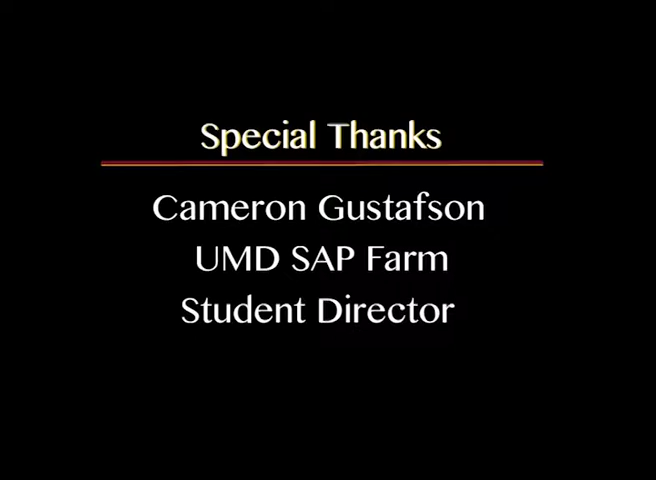 Special Thanks
Cameron Gustafson
UMD SAP Farm
Student Director